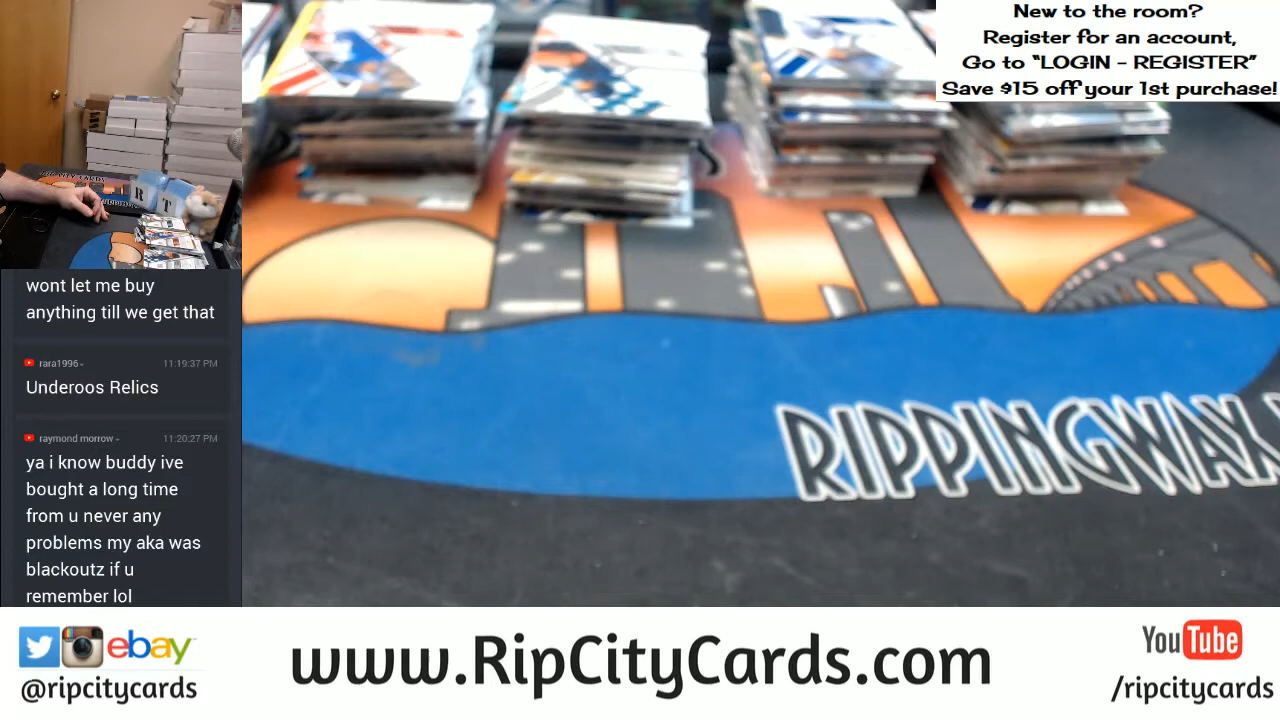 New to the room?
Register for an account,
Go to "LOGIN - REGISTER"
Save $15 off your 1st purchase!
R T
wont let me buy
anything till we get that
rara1996 11:19:37 PM
Underoos Relics
raymond morrow 11:20:27 PM
ya i know buddy ive
bought a long time
from u never any
problems my aka was
blackoutz if u
remember lol
RIPPINGWAX
ebay
@ripcitycards
www.RipCityCards.com
YouTube
/ripcitycards